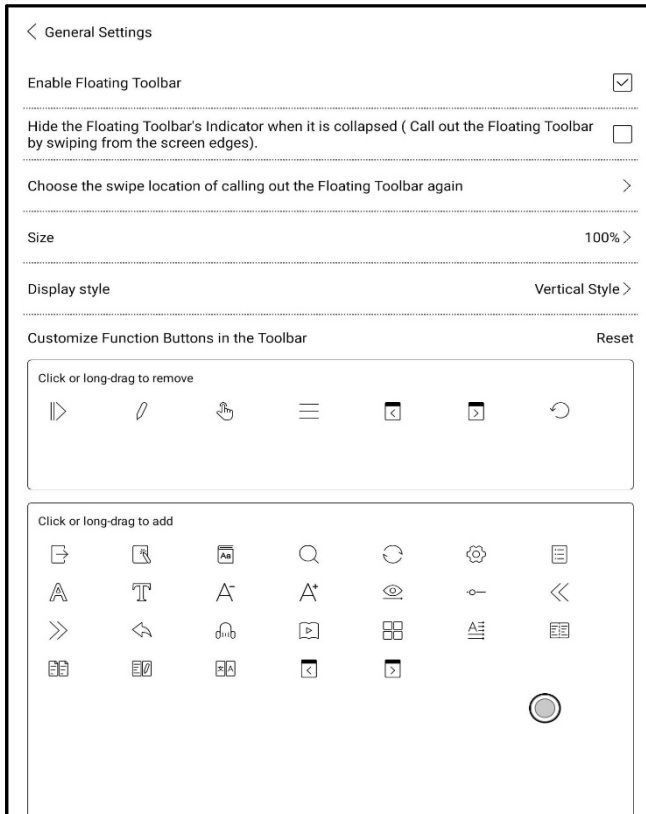 General Settings
Enable Floating Toolbar
Hide the Floating Toolbar's Indicator when it is collapsed ( Call out the Floating Toolbar
by swiping from the screen edges).
Choose the swipe location of calling out the Floating Toolbar again
Size 100%
Display style Vertical Style
Customize Function Buttons in the Toolbar Reset
Click or long-drag to remove
Click or long-drag to add